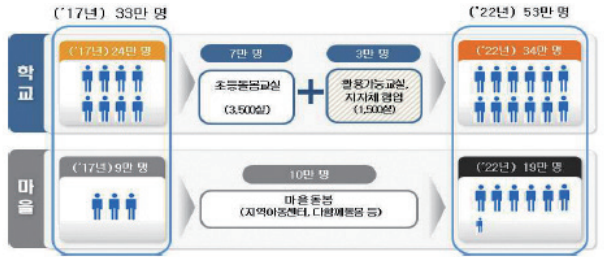 ('17년) 33만 명
('22년) 53만 명
학교
('17년)24만 명
7만 명
초등돌봄교실
(3,500실)
+
3만 명
활용가능교실,
지자체 협업
(1,500실)
('22년) 34만 명
마을
('17년)9만 명
10만 명
마을돌봄
(지역아동센터, 다함께돌봄 등)
('22년) 19만 명